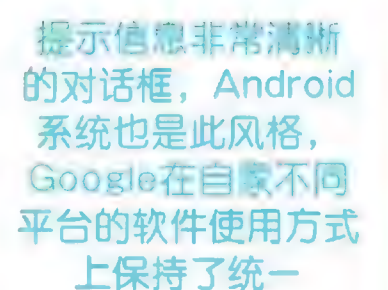 提示信息非常清晰
的对话框，Android
系统也是此风格，
Google在自家不同
平台的软件使用方式
上保持了统一